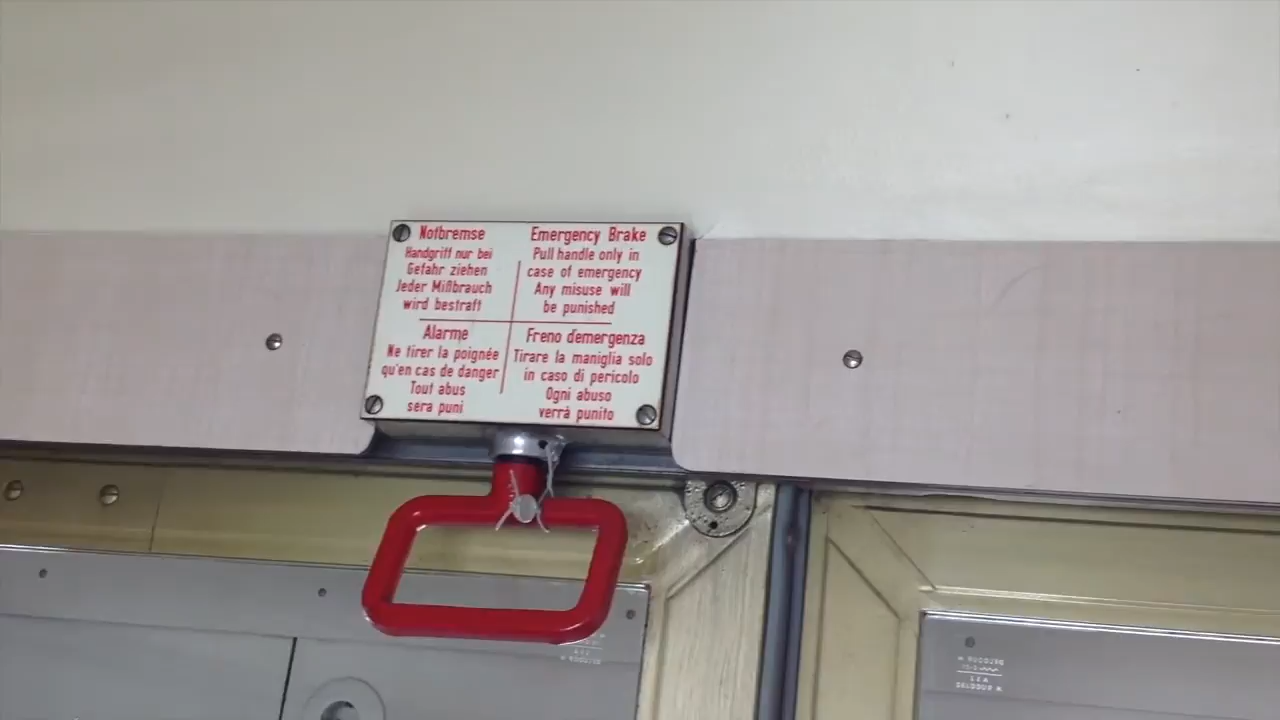 Notbremse
Handgriff nur bei
Gefahr ziehen
Jeder Mißbrauch
wird bestraft
Emergency Brake
Pull handle only in
case of emergency
Any misuse will
be punished
Alarme
Ne tirer la poignée
qu'en cas de danger
Tout abus
sera puni
Freno d'emergenza
Tirare la maniglia solo
in caso di pericolo
Ogni abuso
verrà punito